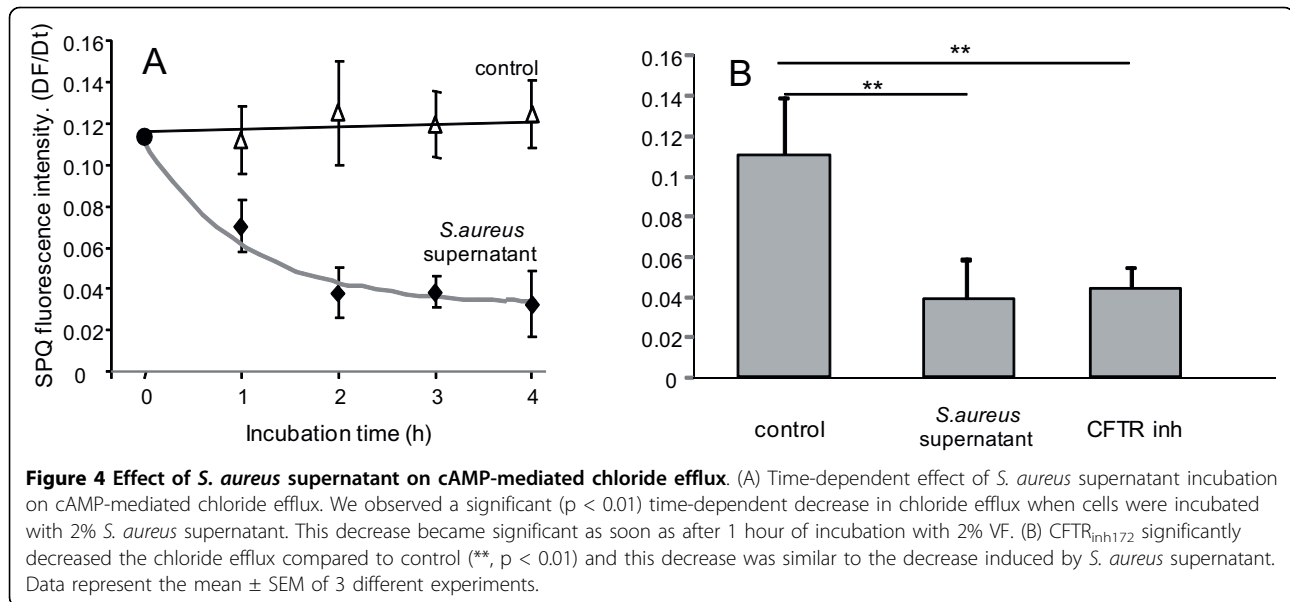 SPQ fluorescence intensity. (DF/Dt)
0.16
0.14
0.12
0.10
0.08
0.06
0.04
0.02
0
A
control
S.aureus
supernatant
0 1 2 3 4
Incubation time (h)
B
**
**
0.16
0.14
0.12
0.1
0.08
0.06
0.04
0.02
0
control
S.aureus
supernatant
CFTR inh
Figure 4 Effect of S. aureus supernatant on cAMP-mediated chloride efflux. (A) Time-dependent effect of S. aureus supernatant incubation
on cAMP-mediated chloride efflux. We observed a significant (p < 0.01) time-dependent decrease in chloride efflux when cells were incubated
with 2% S. aureus supernatant. This decrease became significant as soon as after 1 hour of incubation with 2% VF. (B) CFTRinh172 significantly
decreased the chloride efflux compared to control (**, p < 0.01) and this decrease was similar to the decrease induced by S. aureus supernatant.
Data represent the mean ± SEM of 3 different experiments.